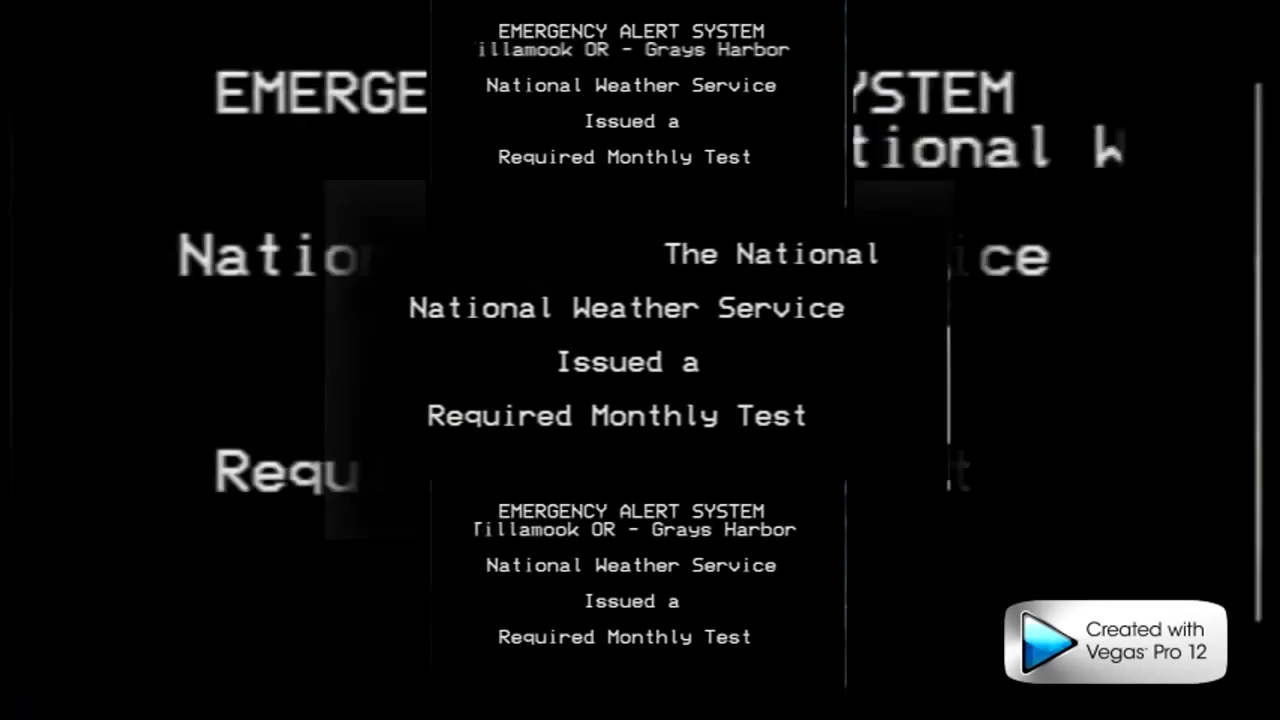 EMERGENCY ALERT SYSTEM
illamook OR - Grays Harbor
National Weather Service
Issued a
Required Monthly Test
EMERGE YSTEM
tional W
Natio ice
The National
National Weather Service
Issued a
Required Monthly Test
Requ t
EMERGENCY ALERT SYSTEM
Tillamook OR - Grays Harbor
National Weather Service
Issued a
Required Monthly Test
Created with
Vegas Pro 12